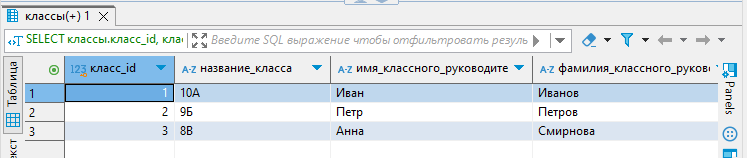 классы(+) 1
SELECT классы.класс_id, клас
Введите SQL выражение чтобы отфильтровать резуль
Таблица
123 класс_id
A-Z название_класса
A-Z имя_классного_руководите
A-Z фамилия_классного_руково
1 1 10А Иван Иванов
2 2 9Б Петр Петров
3 3 8В Анна Смирнова
Panels